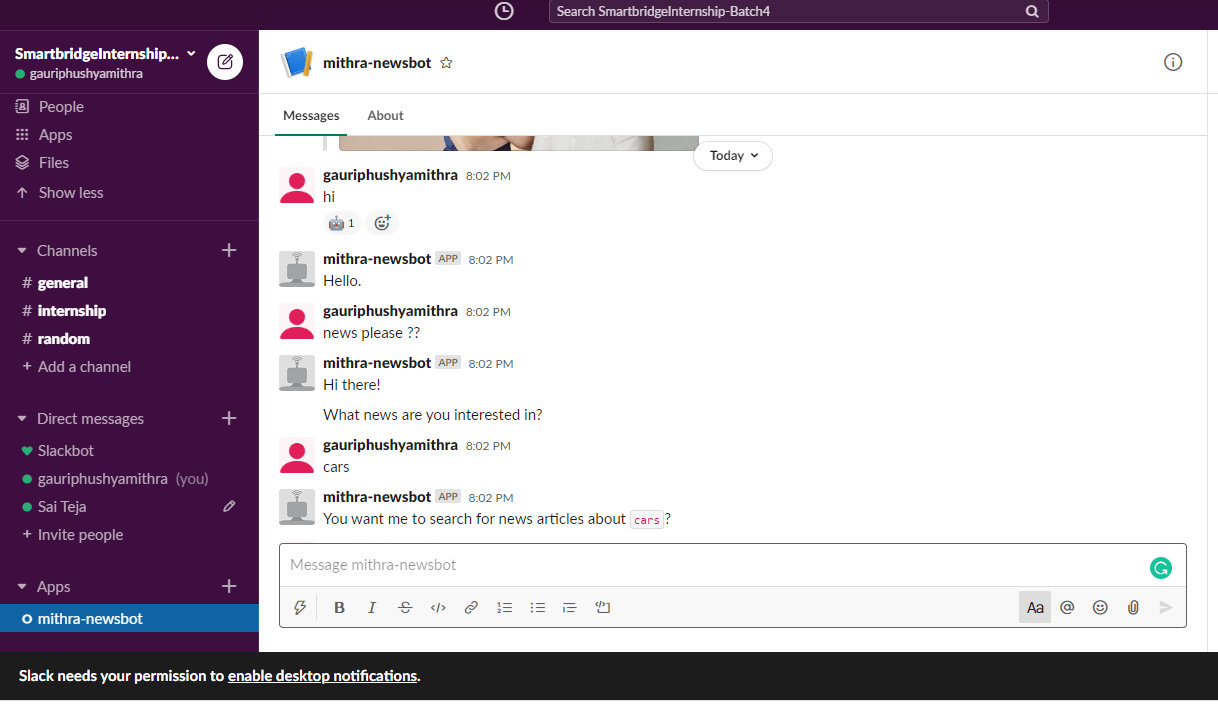 Search SmartbridgeInternship-Batch4
SmartbridgeInternship...
gauriphushyamithra
People
Apps
Files
Show less
Channels
# general
# internship
# random
+ Add a channel
Direct messages
Slackbot
gauriphushyamithra (you)
Sai Teja
+ Invite people
Apps
mithra-newsbot
mithra-newsbot
Messages About
Today
gauriphushyamithra 8:02 PM
hi
1
mithra-newsbot APP 8:02 PM
Hello.
gauriphushyamithra 8:02 PM
news please ??
mithra-newsbot APP 8:02 PM
Hi there!
What news are you interested in?
gauriphushyamithra 8:02 PM
cars
mithra-newsbot APP 8:02 PM
You want me to search for news articles about cars?
Message mithra-newsbot
B I S Aa @
Slack needs your permission to enable desktop notifications.